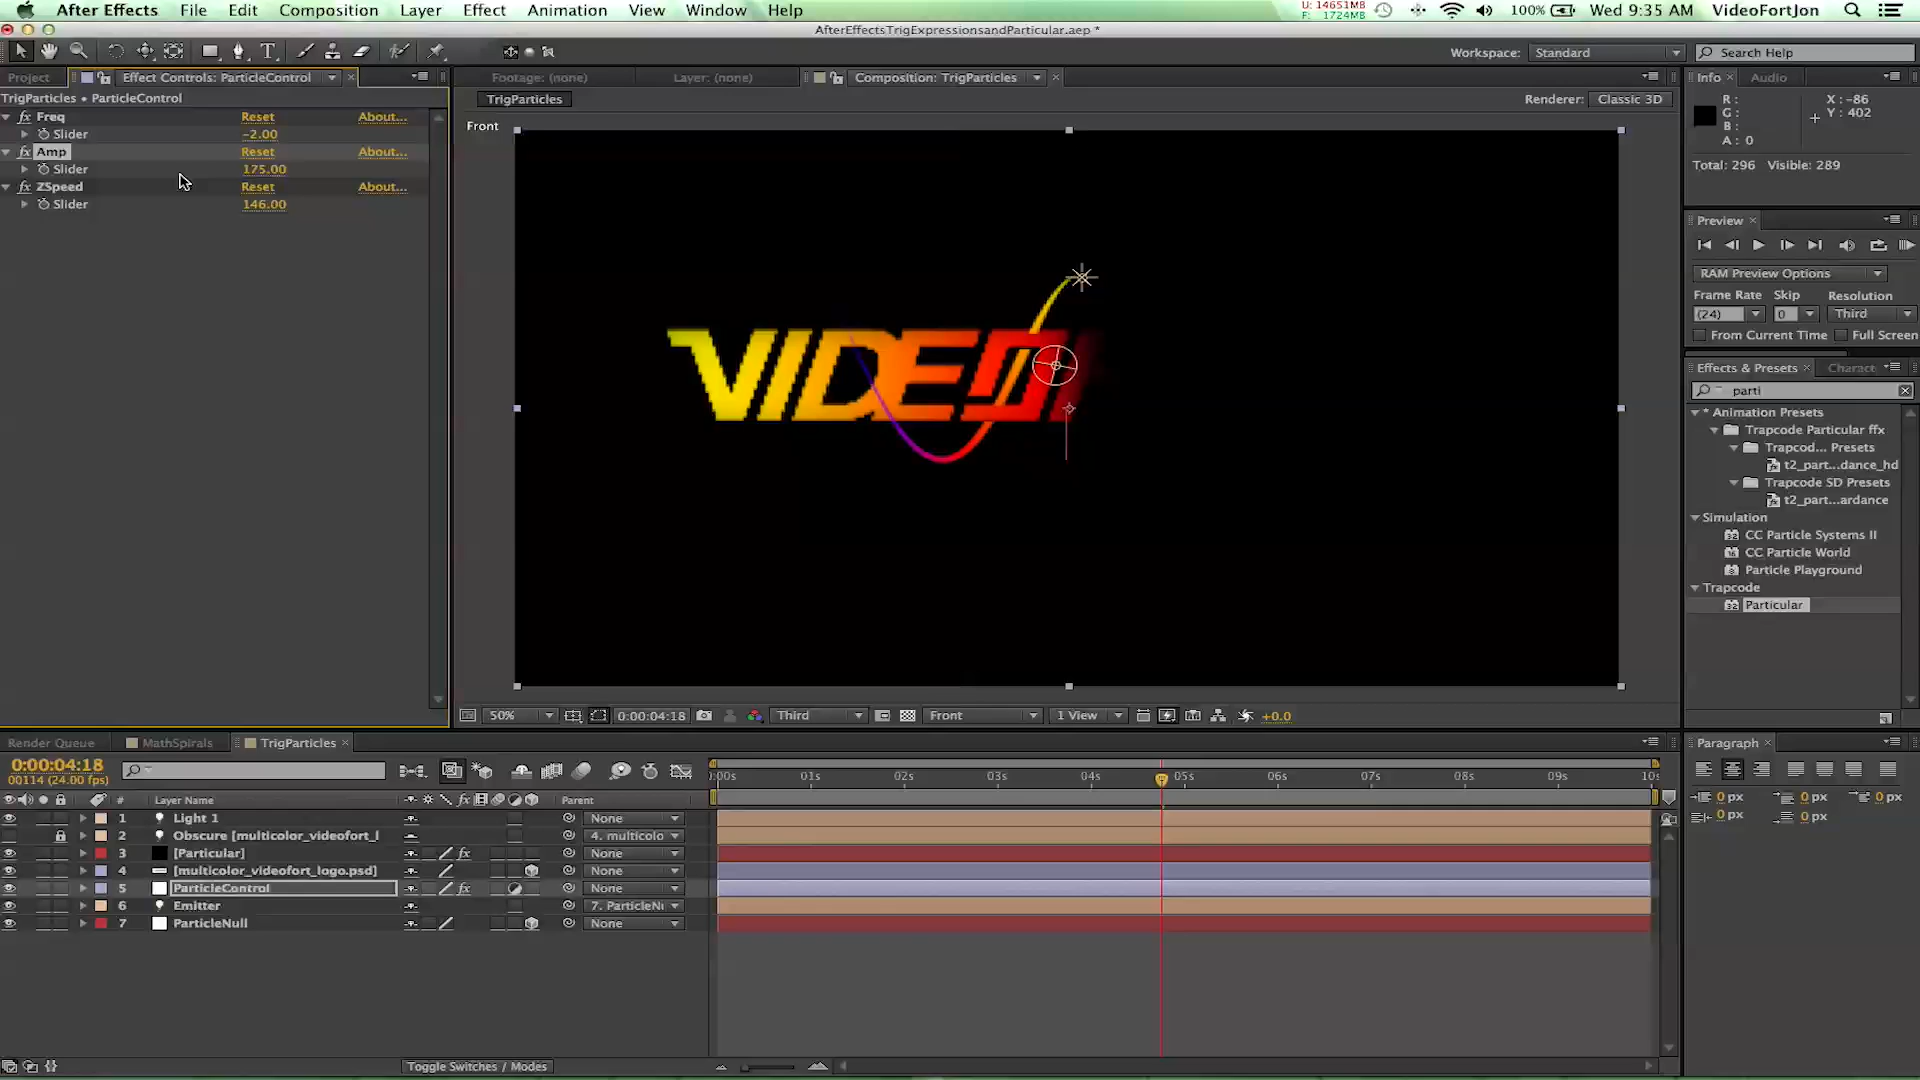 After Effects File Edit Composition Layer Effect Animation View Window Help U: 14651MB F: 1724MB 100% Wed 9:35 AM VideoFortJon
AfterEffectsTrigExpressionsandParticular.aep *
Workspace: Standard Search Help
Project Effect Controls: ParticleControl Footage: (none) Layer: (none) Composition: TrigParticles Info Audio
TrigParticles • ParticleControl TrigParticles Renderer: Classic 3D
Freq Reset About...
Slider -2.00
Amp Reset About...
Slider 175.00
ZSpeed Reset About...
Slider 146.00
Front
VIDEO
R: X: -86
G: Y: 402
B:
A: 0
Total: 296 Visible: 289
Preview
RAM Preview Options
Frame Rate Skip Resolution
(24) 0 Third
From Current Time Full Screen
Effects & Presets Charact
parti
* Animation Presets
Trapcode Particular ffx
Trapcod... Presets
t2_part...dance_hd
Trapcode SD Presets
t2_part...ardance
Simulation
CC Particle Systems II
CC Particle World
Particle Playground
Trapcode
Particular
50% 0:00:04:18 Third Front 1 View +0.0
Render Queue MathSpirals TrigParticles
0:00:04:18
00114 (24.00 fps)
:00s 01s 02s 03s 04s 05s 06s 07s 08s 09s 10s
# Layer Name Parent
1 Light 1 None
2 Obscure [multicolor_videofort_l 4. multicolo
3 [Particular] None
4 [multicolor_videofort_logo.psd] None
5 ParticleControl None
6 Emitter 7. ParticleNu
7 ParticleNull None
Toggle Switches / Modes
Paragraph
0 px 0 px 0 px
0 px 0 px